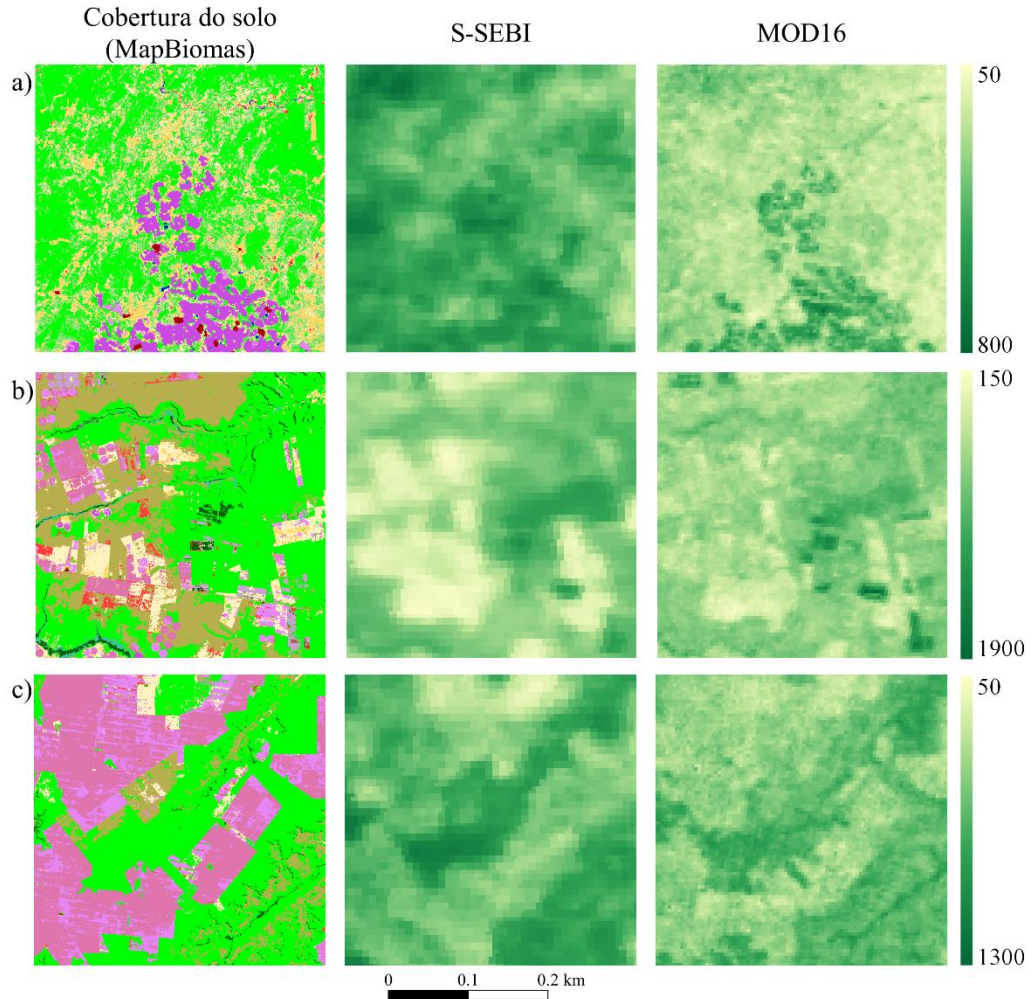 Cobertura do solo
(MapBiomas)
S-SEBI
MOD16
a)
50
800
b)
150
1900
c)
50
1300
0 0.1 0.2 km